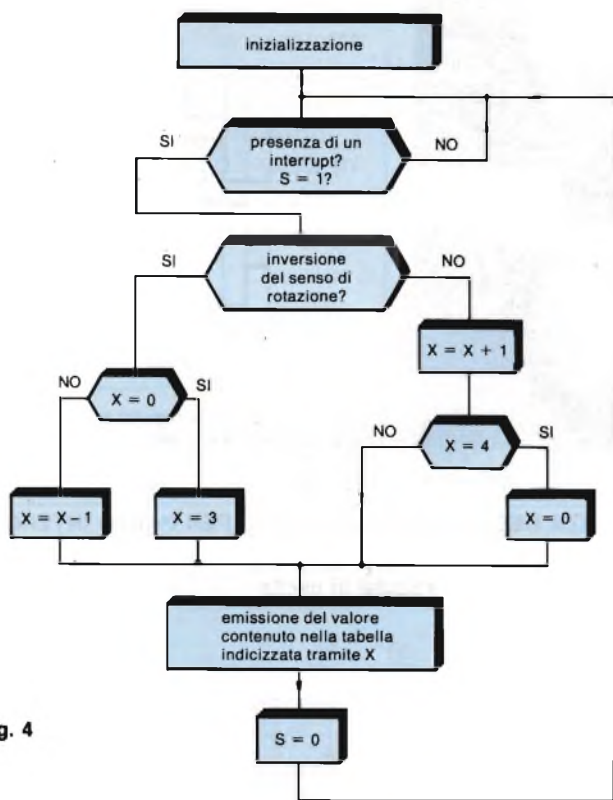 inizializzazione
SI
presenza di un
interrupt?
S = 1?
NO
SI
inversione
del senso di
rotazione?
NO
X = X + 1
NO
X = 0
SI
NO
X = 4
SI
X = X – 1
X = 3
X = 0
emissione del valore
contenuto nella tabella
indicizzata tramite X
g. 4
S = 0